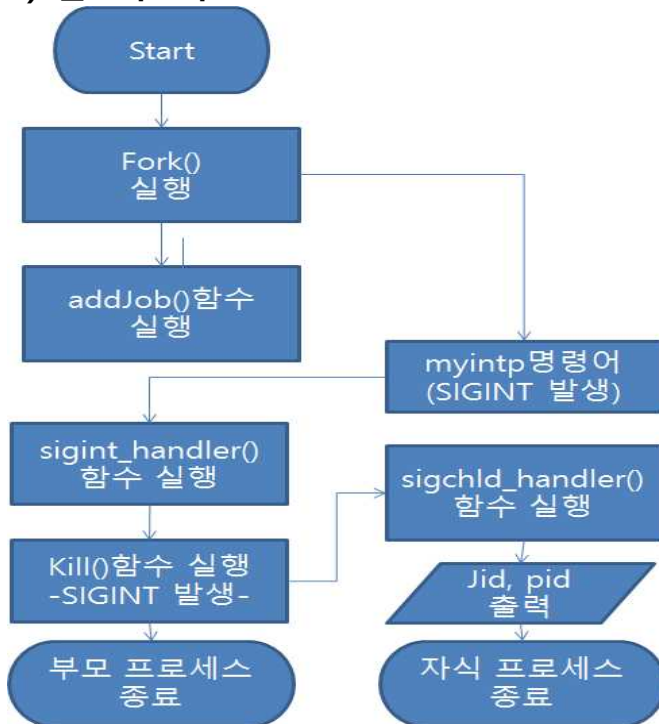 Start
Fork()
실행
addJob()함수
실행
myintp명령어
(SIGINT 발생)
sigint_handler()
함수 실행
sigchld_handler()
함수 실행
Kill()함수 실행
-SIGINT 발생-
Jid, pid
출력
부모 프로세스
종료
자식 프로세스
종료